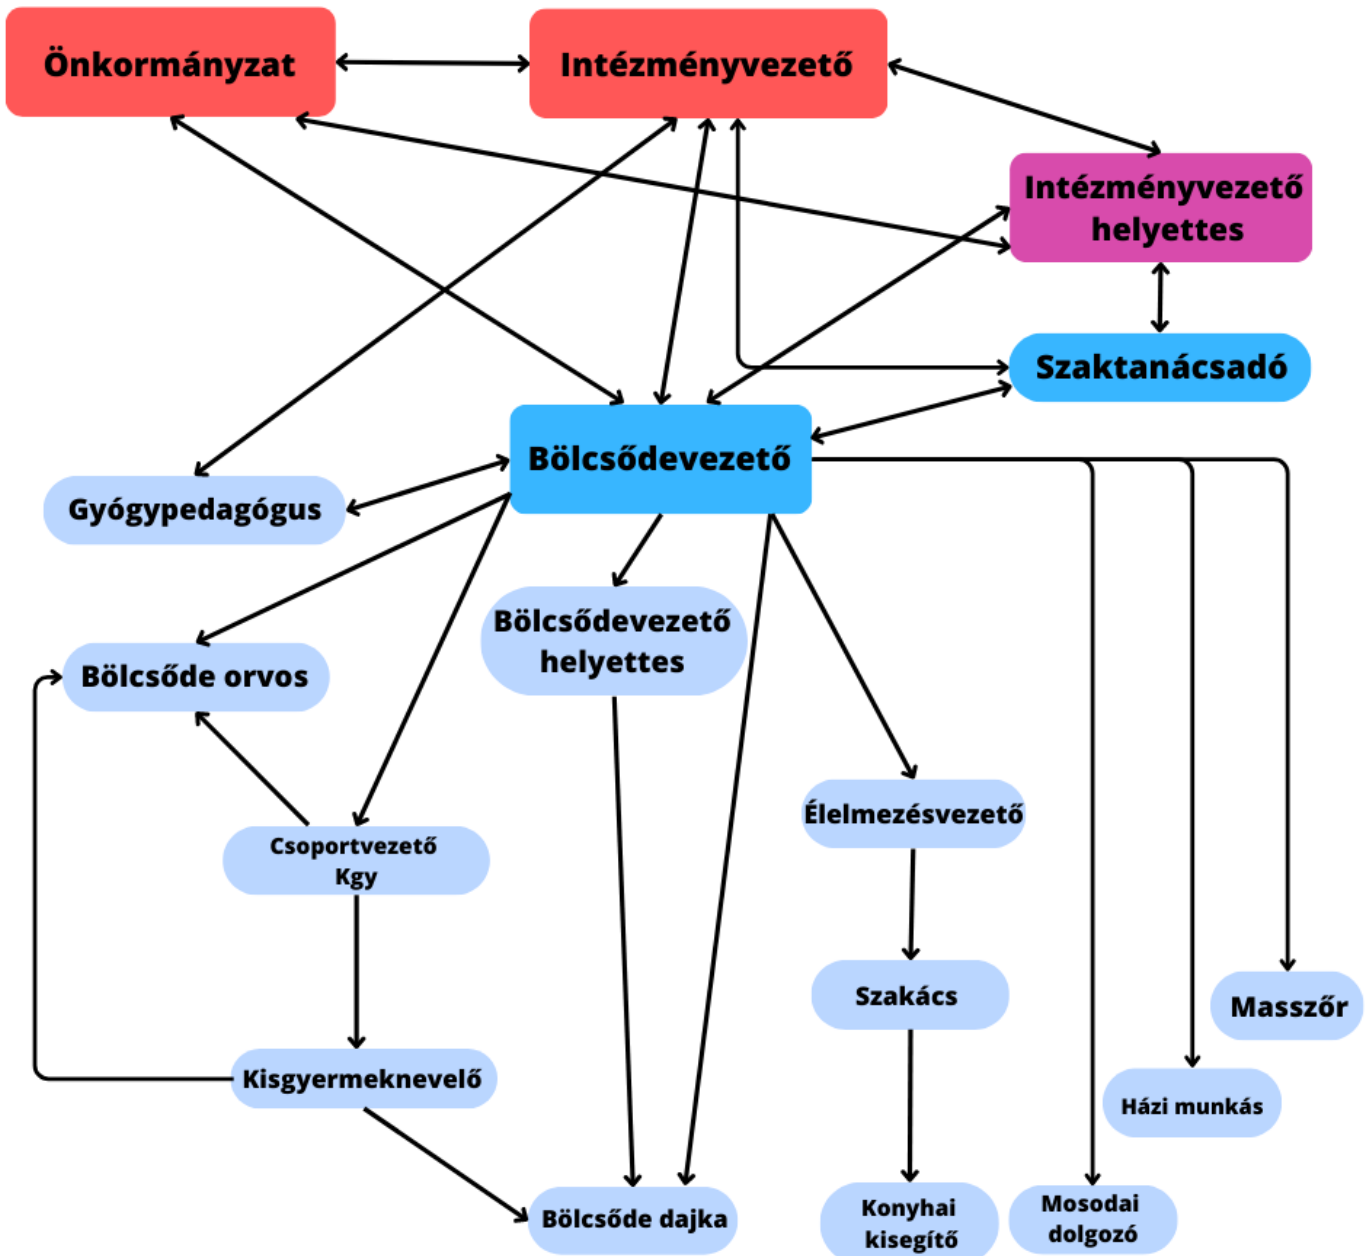 Önkormányzat
Intézményvezető
Intézményvezető
helyettes
Szaktanácsadó
Bölcsődevezető
Gyógypedagógus
Bölcsődevezető
helyettes
Bölcsőde orvos
Élelmezésvezető
Csoportvezető
Kgy
Szakács
Masszőr
Kisgyermeknevelő
Házi munkás
Bölcsőde dajka
Konyhai
kisegítő
Mosodai
dolgozó